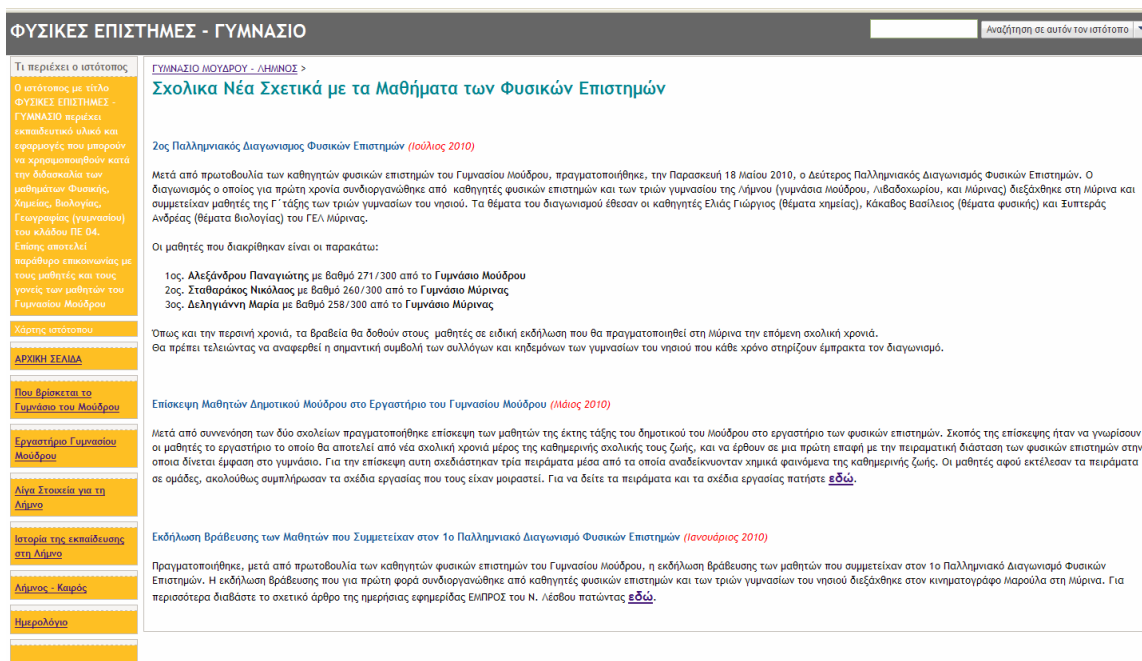 ΦΥΣΙΚΕΣ ΕΠΙΣΤΗΜΕΣ - ΓΥΜΝΑΣΙΟ
Αναζήτηση σε αυτόν τον ιστότοπο
Τι περιέχει ο ιστότοπος
Ο ιστότοπος με τίτλο
ΦΥΣΙΚΕΣ ΕΠΙΣΤΗΜΕΣ -
ΓΥΜΝΑΣΙΟ περιέχει
εκπαιδευτικό υλικό και
εφαρμογές που μπορούν
να χρησιμοποιηθούν κατά
την διδασκαλία των
μαθημάτων Φυσικής,
Χημείας, Βιολογίας,
Γεωγραφίας (γυμνασίου)
του κλάδου ΠΕ 04.
Επίσης αποτελεί
παράθυρο επικοινωνίας με
τους μαθητές και τους
γονείς των μαθητών του
Γυμνασίου Μούδρου
Χάρτης ιστότοπου
ΑΡΧΙΚΗ ΣΕΛΙΔΑ
Που Βρίσκεται το
Γυμνάσιο του Μούδρου
Εργαστήριο Γυμνασίου
Μούδρου
Λίγα Στοιχεία για τη
Λήμνο
Ιστορία της εκπαίδευσης
στη Λήμνο
Λήμνος - Καιρός
Ημερολόγιο
ΓΥΜΝΑΣΙΟ ΜΟΥΔΡΟΥ - ΛΗΜΝΟΣ >
Σχολικα Νέα Σχετικά με τα Μαθήματα των Φυσικών Επιστημών
2ος Παλλημνιακός Διαγωνισμος Φυσικών Επιστημών (Ιούλιος 2010)
Μετά από πρωτοβουλία των καθηγητών φυσικών επιστημών του Γυμνασίου Μούδρου, πραγματοποιήθηκε, την Παρασκευή 18 Μαίου 2010, ο Δεύτερος Παλλημνιακός Διαγωνισμός Φυσικών Επιστημών. Ο
διαγωνισμός ο οποίος για πρώτη χρονία συνδιοργανώθηκε από καθηγητές φυσικών επιστημών και των τριών γυμνασίου της Λήμνου (γυμνάσια Μούδρου, Λιβαδοχωρίου, και Μύρινας) διεξάχθηκε στη Μύρινα και
συμμετείχαν μαθητές της Γ΄τάξης των τριών γυμνασίου του νησιού. Τα θέματα του διαγωνισμού έθεσαν οι καθηγητές Ελιάς Γιώργιος (θέματα χημείας), Κάκαβος Βασίλειος (θέματα φυσικής) και Ξυπτεράς
Ανδρέας (θέματα βιολογίας) του ΓΕΛ Μύρινας.
Οι μαθητές που διακρίθηκαν είναι οι παρακάτω:
1ος. Αλεξάνδρου Παναγιώτης με βαθμό 271/300 από το Γυμνάσιο Μούδρου
2ος. Σταθαράκος Νικόλαος με βαθμό 260/300 από το Γυμνάσιο Μύρινας
3ος. Δεληγιάννη Μαρία με βαθμό 258/300 από το Γυμνάσιο Μύρινας
Όπως και την περσινή χρονιά, τα βραβεία θα δοθούν στους μαθητές σε ειδική εκδήλωση που θα πραγματοποιηθεί στη Μύρινα την επόμενη σχολική χρονιά.
Θα πρέπει τελειώντας να αναφερθεί η σημαντική συμβολή των συλλόγων και κηδεμόνων των γυμνασίων του νησιού που κάθε χρόνο στηρίζουν έμπρακτα τον διαγωνισμό.
Επίσκεψη Μαθητών Δημοτικού Μούδρου στο Εργαστήριο του Γυμνασίου Μούδρου (Μάιος 2010)
Μετά από συννενόηση των δύο σχολείων πραγματοποήθηκε επίσκεψη των μαθητών της έκτης τάξης του δημοτικού του Μούδρου στο εργαστήριο των φυσικών επιστημών. Σκοπός της επίσκεψης ήταν να γνωρίσουν
οι μαθητές το εργαστήριο το οποίο θα αποτελεί από νέα σχολική χρονιά μέρος της καθημερινής σχολικής τους ζωής, και να έρθουν σε μια πρώτη επαφή με την πειραματική διάσταση των φυσικών επιστημών στην
οποια δίνεται έμφαση στο γυμνάσιο. Για την επίσκεψη αυτη σχεδιάστηκαν τρία πειράματα μέσα από τα οποία αναδείκνυονταν χημικά φαινόμενα της καθημερινής ζωής. Οι μαθητές αφού εκτέλεσαν τα πειράματα
σε ομάδες, ακολούθως συμπλήρωσαν τα σχέδια εργασίας που τους είχαν μοιραστεί. Για να δείτε τα πειράματα και τα σχέδια εργασίας πατήστε εδώ.
Εκδήλωση Βράβευσης των Μαθητών που Συμμετείχαν στον 1ο Παλλημνιακό Διαγωνισμό Φυσικών Επιστημών (Ιανουάριος 2010)
Πραγματοποιήθηκε, μετά από πρωτοβουλία των καθηγητών φυσικών επιστημών του Γυμνασίου Μούδρου, η εκδήλωση βράβευσης των μαθητών που συμμετείχαν στον 1ο Παλλημνιακό Διαγωνισμό Φυσικών
Επιστημών. Η εκδήλωση βράβευσης που για πρώτη φορά συνδιοργανώθηκε από καθηγητές φυσικών επιστημών και των τριών γυμνασίων του νησιού διεξάχθηκε στον κινηματογράφο Μαρούλα στη Μύρινα. Για
περισσότερα διαβάστε το σχετικό άρθρο της ημερήσιας εφημερίδας ΕΜΠΡΟΣ του Ν. Λέσβου πατώντας εδώ.